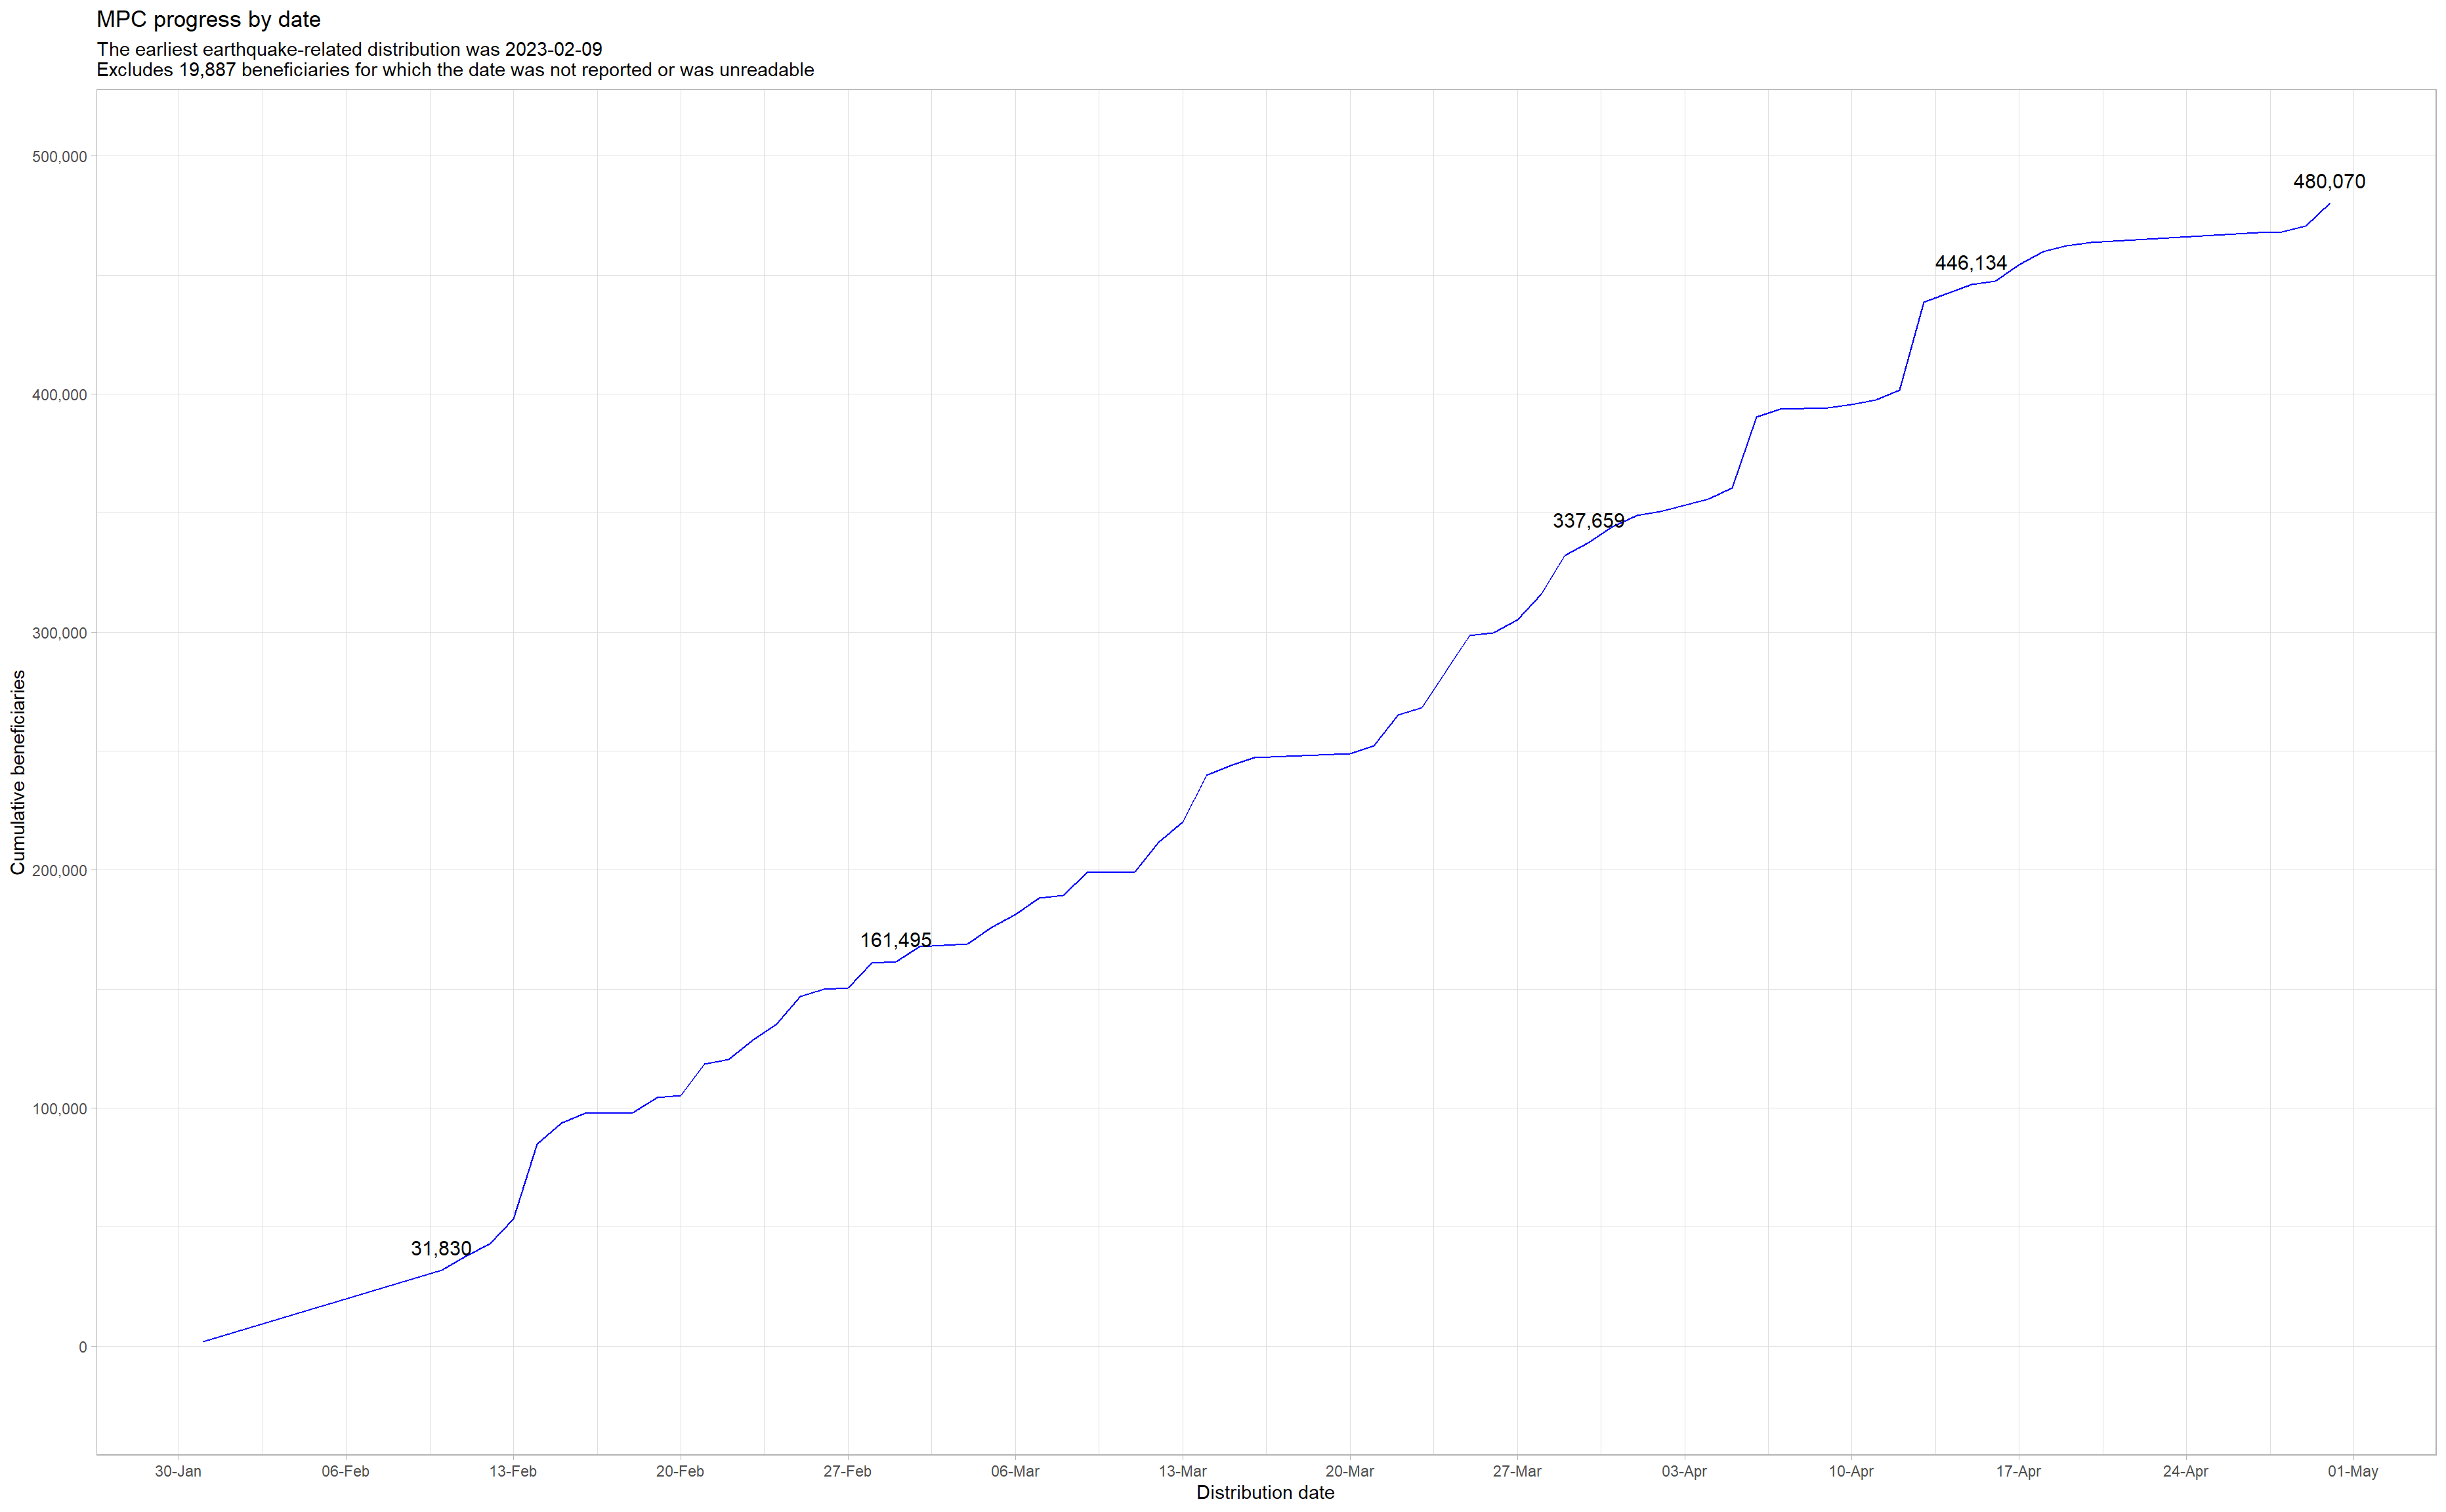 MPC progress by date
The earliest earthquake-related distribution was 2023-02-09
Excludes 19,887 beneficiaries for which the date was not reported or was unreadable
500,000
480,070
446,134
400,000
337,659
300,000
Cumulative beneficiaries
200,000
161,495
100,000
31,830
0
30-Jan 06-Feb 13-Feb 20-Feb 27-Feb 06-Mar 13-Mar 20-Mar 27-Mar 03-Apr 10-Apr 17-Apr 24-Apr 01-May
Distribution date